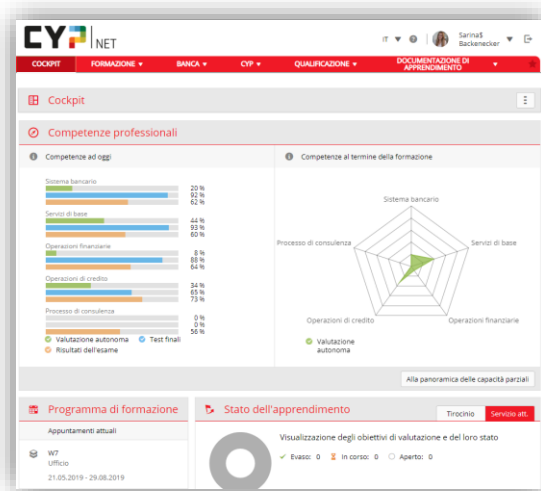 CYP NET
IT
Sarina$
Backenecker
COCKPIT FORMAZIONE BANCA CYP QUALIFICAZIONE DOCUMENTAZIONE DI
APPRENDIMENTO
Cockpit
Competenze professionali
Competenze ad oggi
Sistema bancario
20 %
92 %
62 %
Servizi di base
44 %
93 %
60 %
Operazioni finanziarie
8 %
88 %
64 %
Operazioni di credito
34 %
65 %
73 %
Processo di consulenza
0 %
0 %
56 %
Valutazione autonoma Test finali
Risultati dell'esame
Competenze al termine della formazione
Sistema bancario
Processo di consulenza
Servizi di base
Operazioni di credito
Operazioni finanziarie
Valutazione
autonoma
Alla panoramica delle capacità parziali
Programma di formazione
Appuntamenti attuali
W7
Ufficio
21.05.2019 - 29.08.2019
Stato dell'apprendimento
Tirocinio Servizio att.
Visualizzazione degli obiettivi di valutazione e del loro stato
Evaso: 0 In corso: 0 Aperto: 0